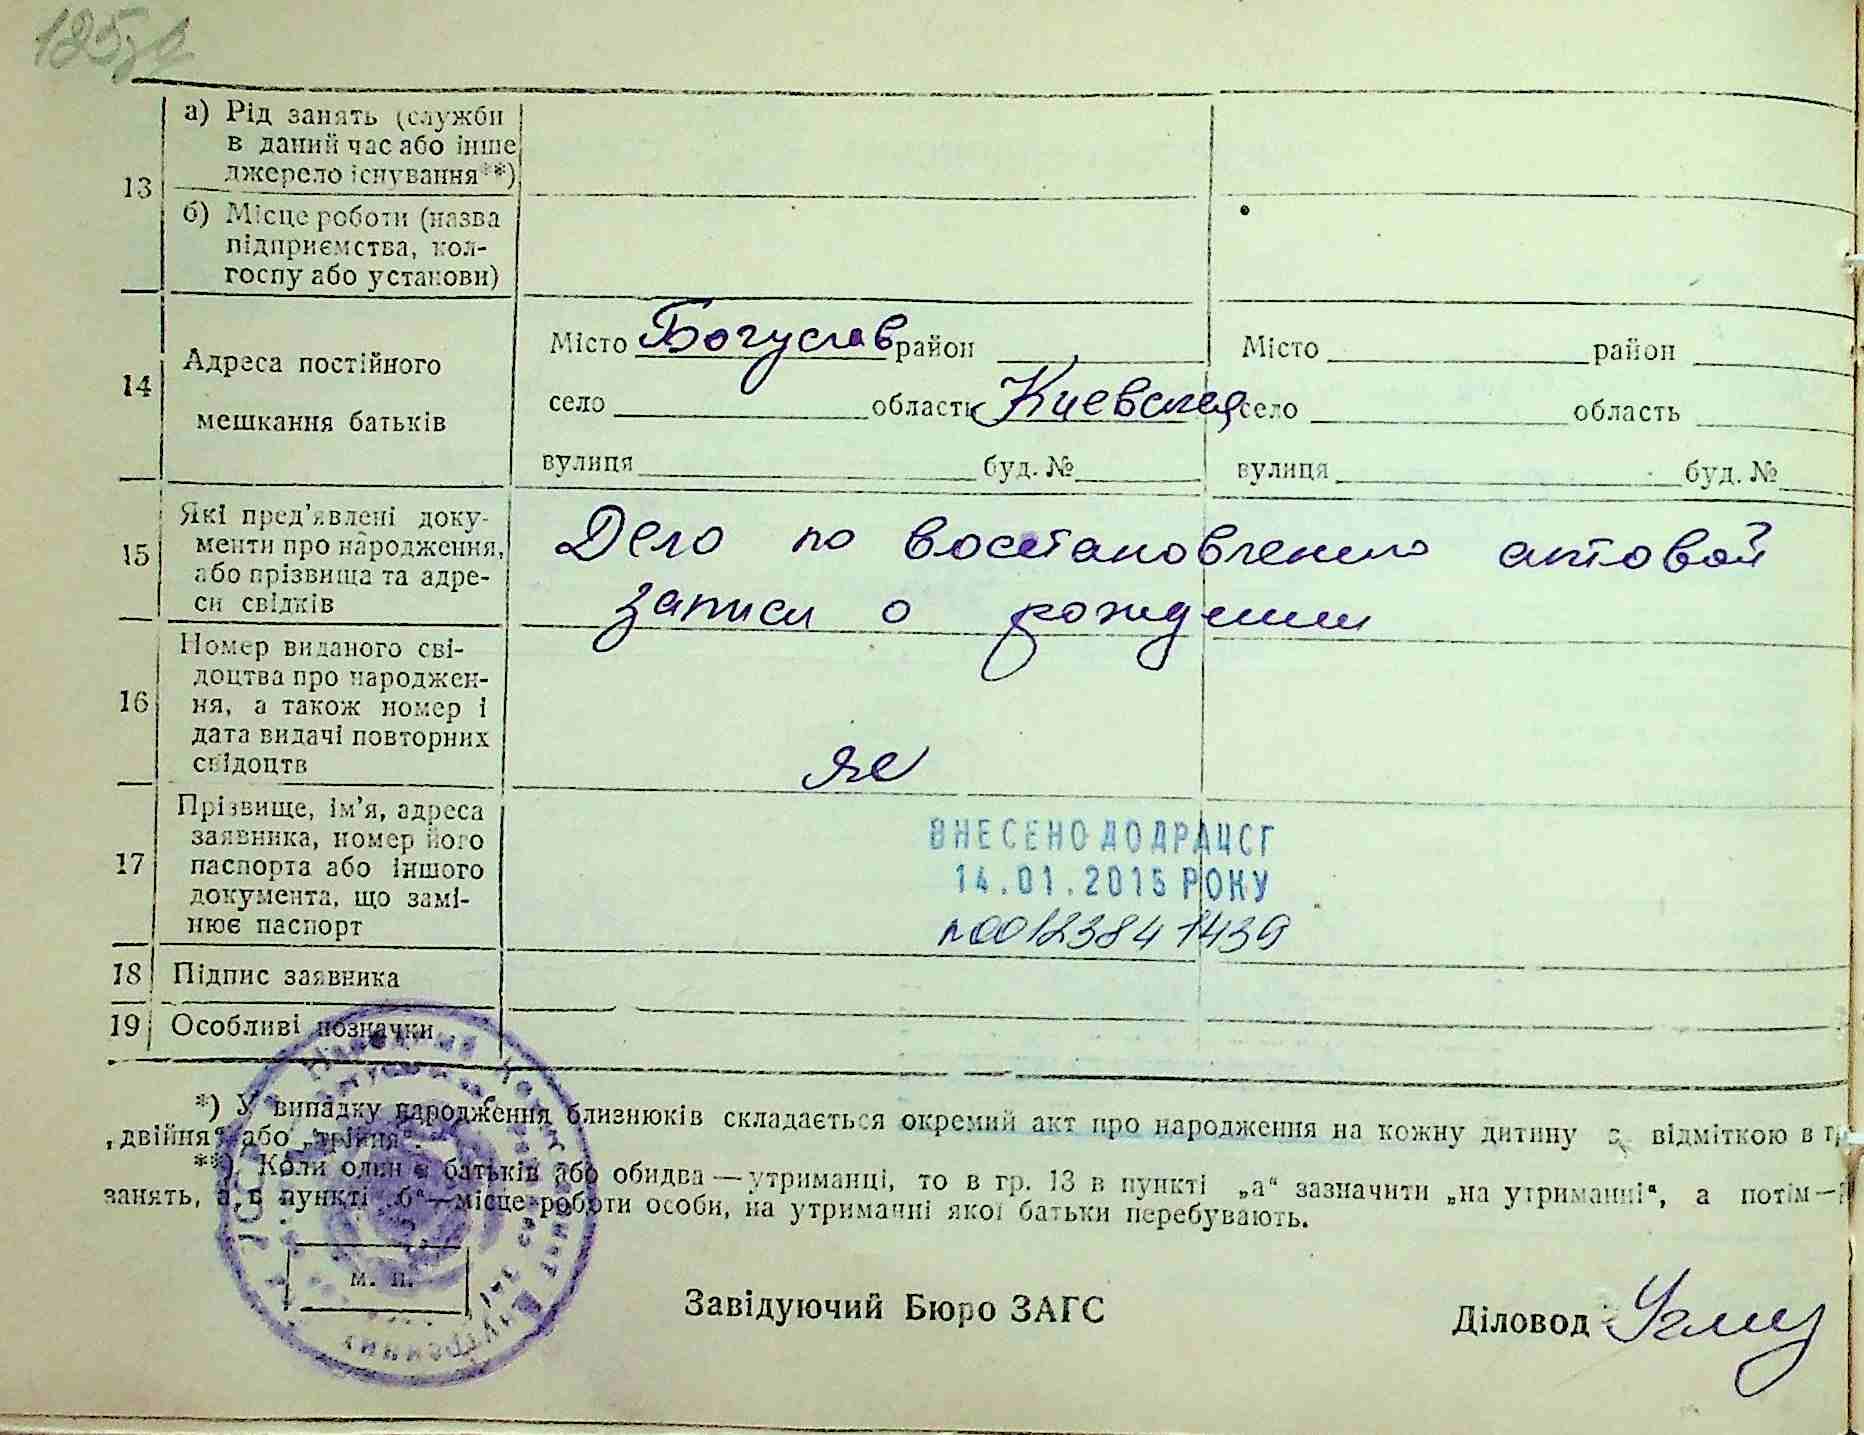 13
а) Рід занять (служби
в даний час або інше
джерело існування**)
б) Місце роботи (назва
підприємства, кол-
госпу або установи)
14
Адреса постійного
мешкання батьків
Місто Богуслав район
село область Киевская
вулиця буд. №
Місто район
село область
вулиця буд. №
15
Які пред'явлені доку-
менти про народження,
або прізвища та адре-
си свідків
Дело по восстановлению актовой
записи о рождении
16
Номер виданого сві-
доцтва про народжен-
ня, а також номер і
дата видачі повторних
свідоцтв
17
Прізвище, ім'я, адреса
заявника, номер його
паспорта або іншого
документа, що замі-
нює паспорт
ВНЕСЕНО ДО ДРАЦСГ
14.01.2015 РОКУ
№00123841439
18 Підпис заявника
19 Особливі позначки
*) У випадку народження близнюків складається окремий акт про народження на кожну дитину з відміткою в гр
„двійня“ або „трійня“.
**) Коли один з батьків або обидва — утриманці, то в гр. 13 в пункті „а“ зазначити „на утриманні“, а потім —
занять, а в пункті „б“ — місце роботи особи, на утриманні якої батьки перебувають.
м. п.
Завідуючий Бюро ЗАГС
Діловод